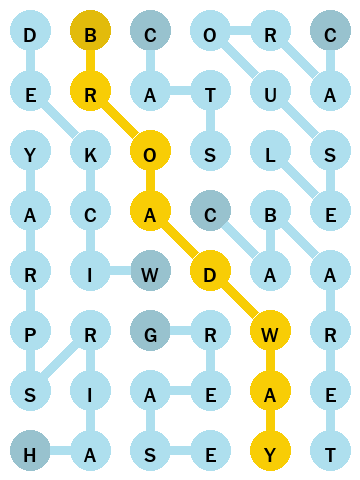 D B C O R C
E R A T U A
Y K O S L S
A C A C B E
R I W D A A
P R G R W R
S I A E A E
H A S E Y T